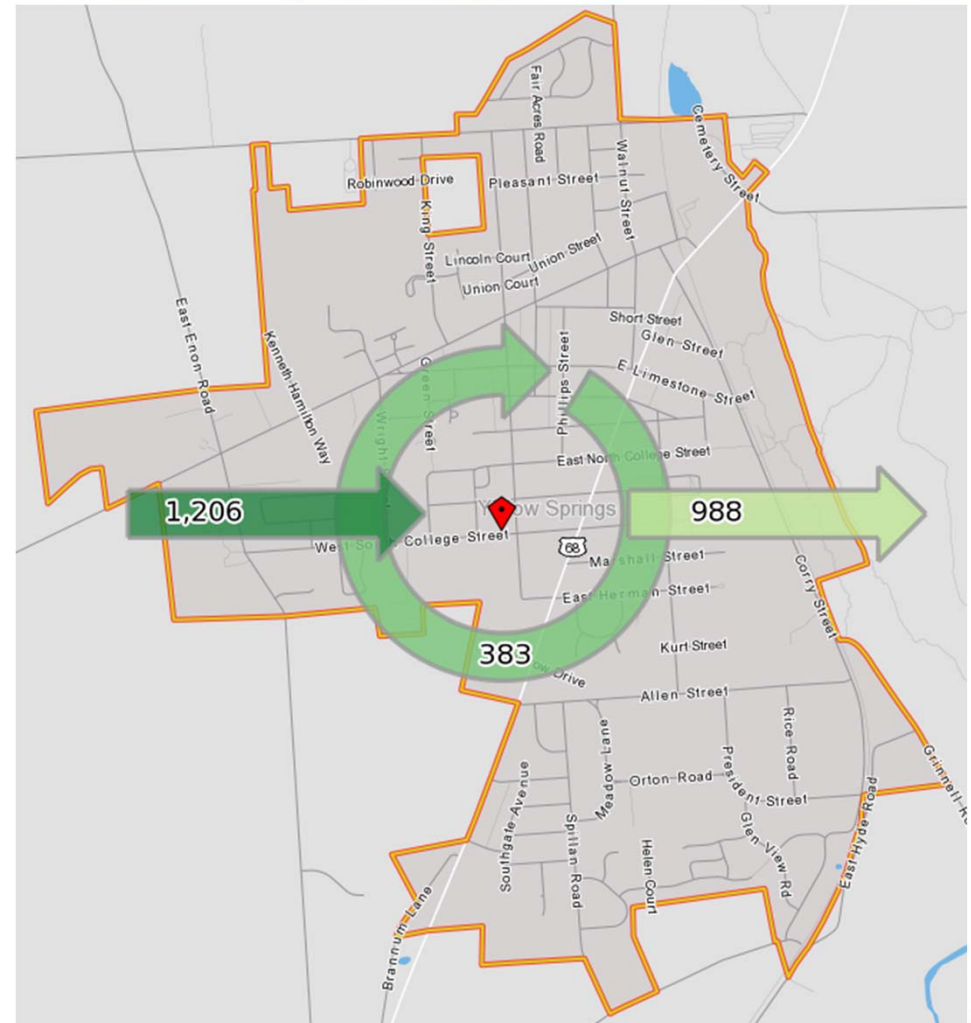 Fair Acres Road
Cemetery Street
Walnut Street
Robinwood Drive
Pleasant Street
King Street
Union Street
Lincoln Court
Union Court
East Enon Road
Short Street
Glen Street
Kenneth Hamilton Way
Phillips Street
Green Street
E Limestone Street
P
Wright
East North College Street
1,206
Yellow Springs
988
West South College Street
68
Marshall Street
Corry Street
East Herman Street
383
Kurt Street
ow Drive
Allen Street
Rice Road
Meadow Lane
President Street
Orton Road
Grinnell R
Southgate Avenue
Spillan Road
Glen View Rd
East Hyde Road
Helen Court
Brannum Lane